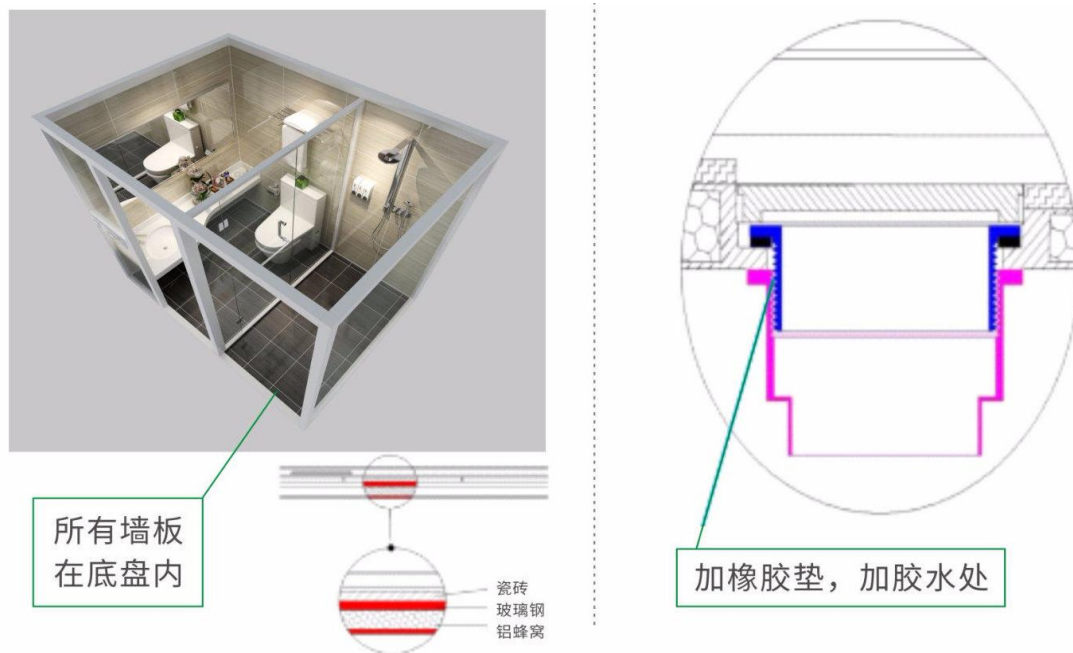 所有墙板
在底盘内
瓷砖
玻璃钢
铝蜂窝
加橡胶垫，加胶水处